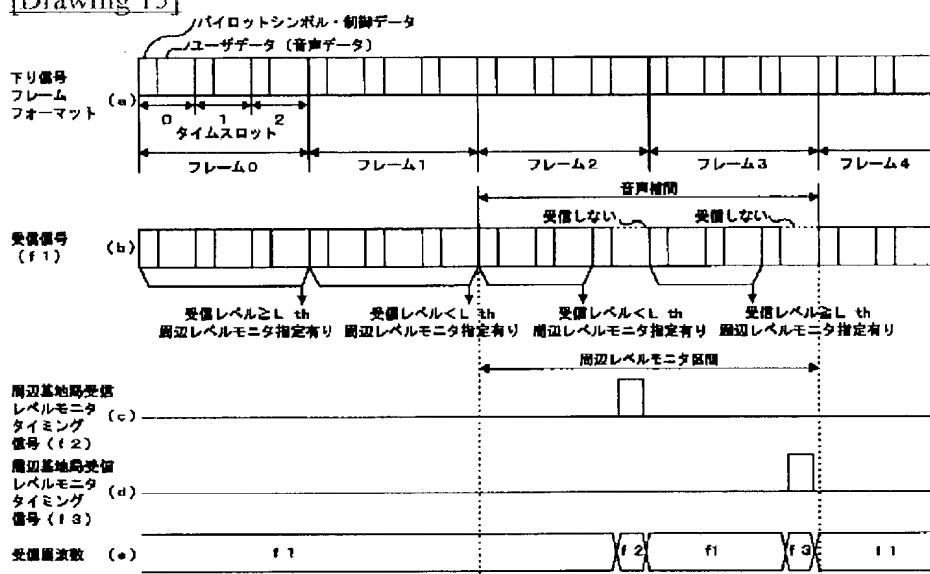 [Drawing 15]
パイロットシンボル・制御データ
ユーザデータ（音声データ）
下り信号
フレーム (a)
フォーマット
0 1 2
タイムスロット
フレーム0 フレーム1 フレーム2 フレーム3 フレーム4
音声補間
受信しない 受信しない
受信信号 (b)
(f1)
受信レベル≧L th 受信レベル<L th 受信レベル<L th 受信レベル≧L th
周辺レベルモニタ指定有り 周辺レベルモニタ指定有り 周辺レベルモニタ指定有り 周辺レベルモニタ指定有り
周辺レベルモニタ区間
周辺基地局受信
レベルモニタ (c)
タイミング
信号(f2)
周辺基地局受信
レベルモニタ (d)
タイミング
信号(f3)
受信周波数 (e) f1 f2 f1 f3 f1